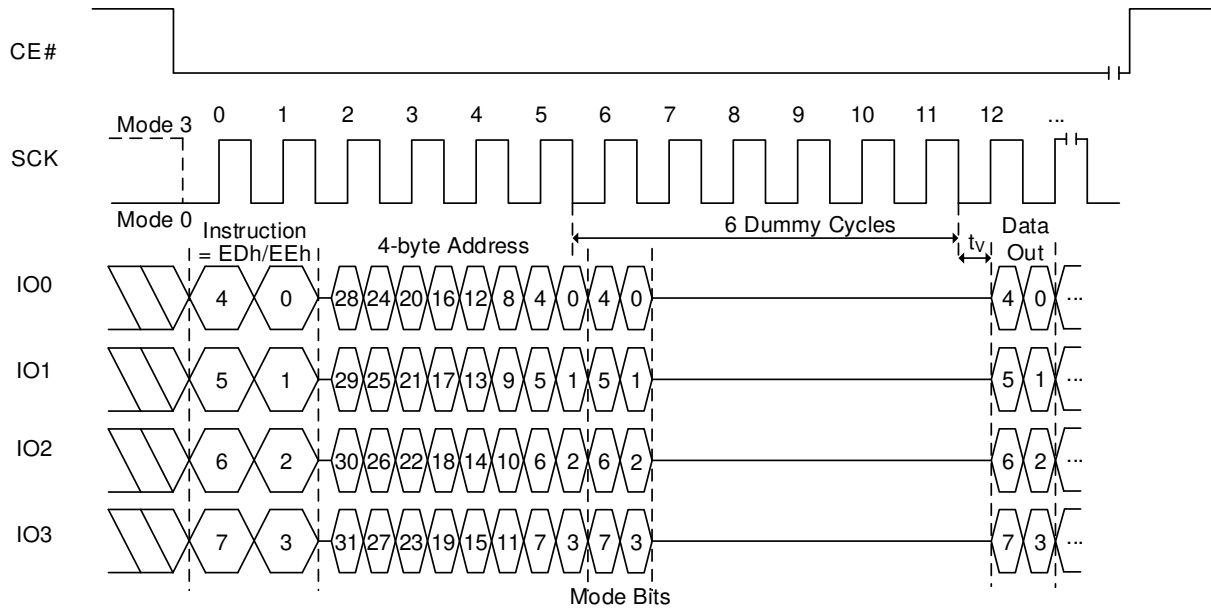 CE#
0 1 2 3 4 5 6 7 8 9 10 11 12 ...
Mode 3
SCK
Mode 0
Instruction
= EDh/EEh
4-byte Address
6 Dummy Cycles
tV
Data
Out
IO0 4 0 28 24 20 16 12 8 4 0 4 0 4 0 ...
IO1 5 1 29 25 21 17 13 9 5 1 5 1 5 1 ...
IO2 6 2 30 26 22 18 14 10 6 2 6 2 6 2 ...
IO3 7 3 31 27 23 19 15 11 7 3 7 3 7 3 ...
Mode Bits